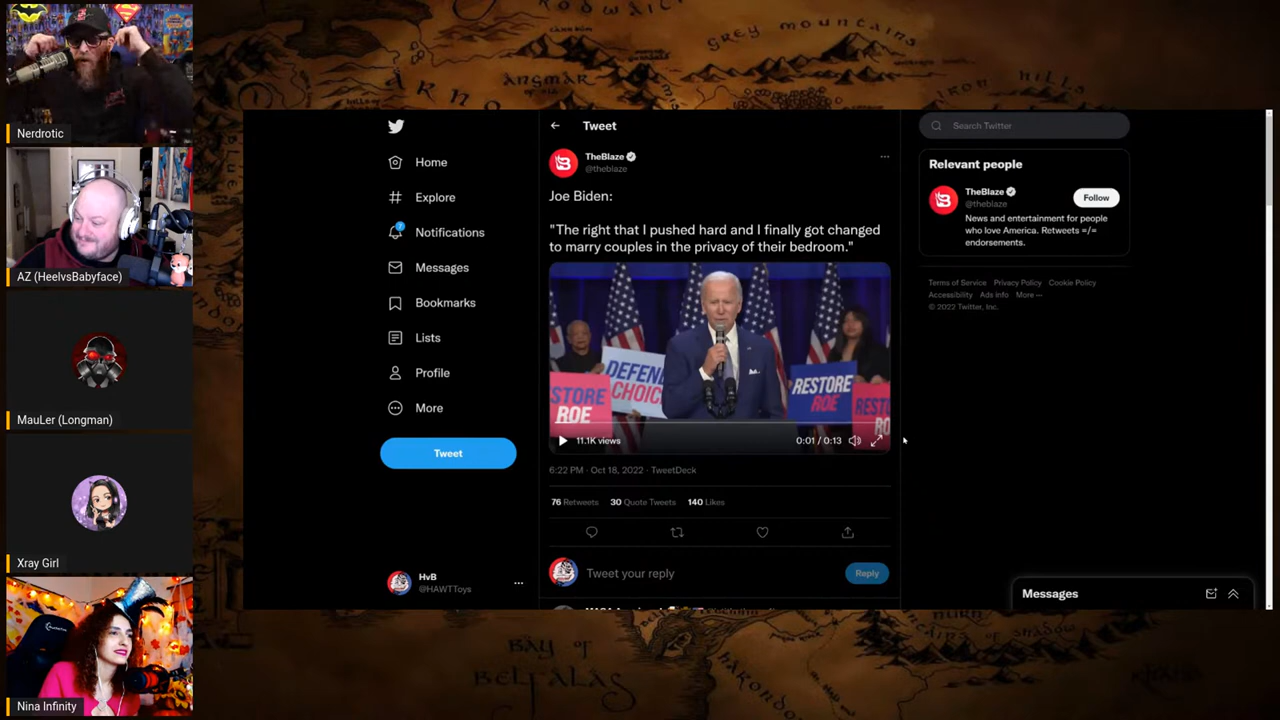 Nerdrotic
AZ (HeelvsBabyface)
MauLer (Longman)
Xray Girl
Nina Infinity
GREY MOUNTAINS
ANGMAR
BAY OF
BELFALAS
Home
Explore
Notifications
Messages
Bookmarks
Lists
Profile
More
Tweet
HvB
@HAWTToys
Tweet
TheBlaze
@theblaze
Joe Biden:
"The right that I pushed hard and I finally got changed
to marry couples in the privacy of their bedroom."
RESTORE
ROE
DEFEND
CHOICE
RESTORE
ROE
11.1K views
0:01 / 0:13
6:22 PM · Oct 18, 2022 · TweetDeck
76 Retweets 30 Quote Tweets 140 Likes
Tweet your reply
Reply
Search Twitter
Relevant people
TheBlaze
@theblaze
Follow
News and entertainment for people
who love America. Retweets =/=
endorsements.
Terms of Service Privacy Policy Cookie Policy
Accessibility Ads info More ···
© 2022 Twitter, Inc.
Messages